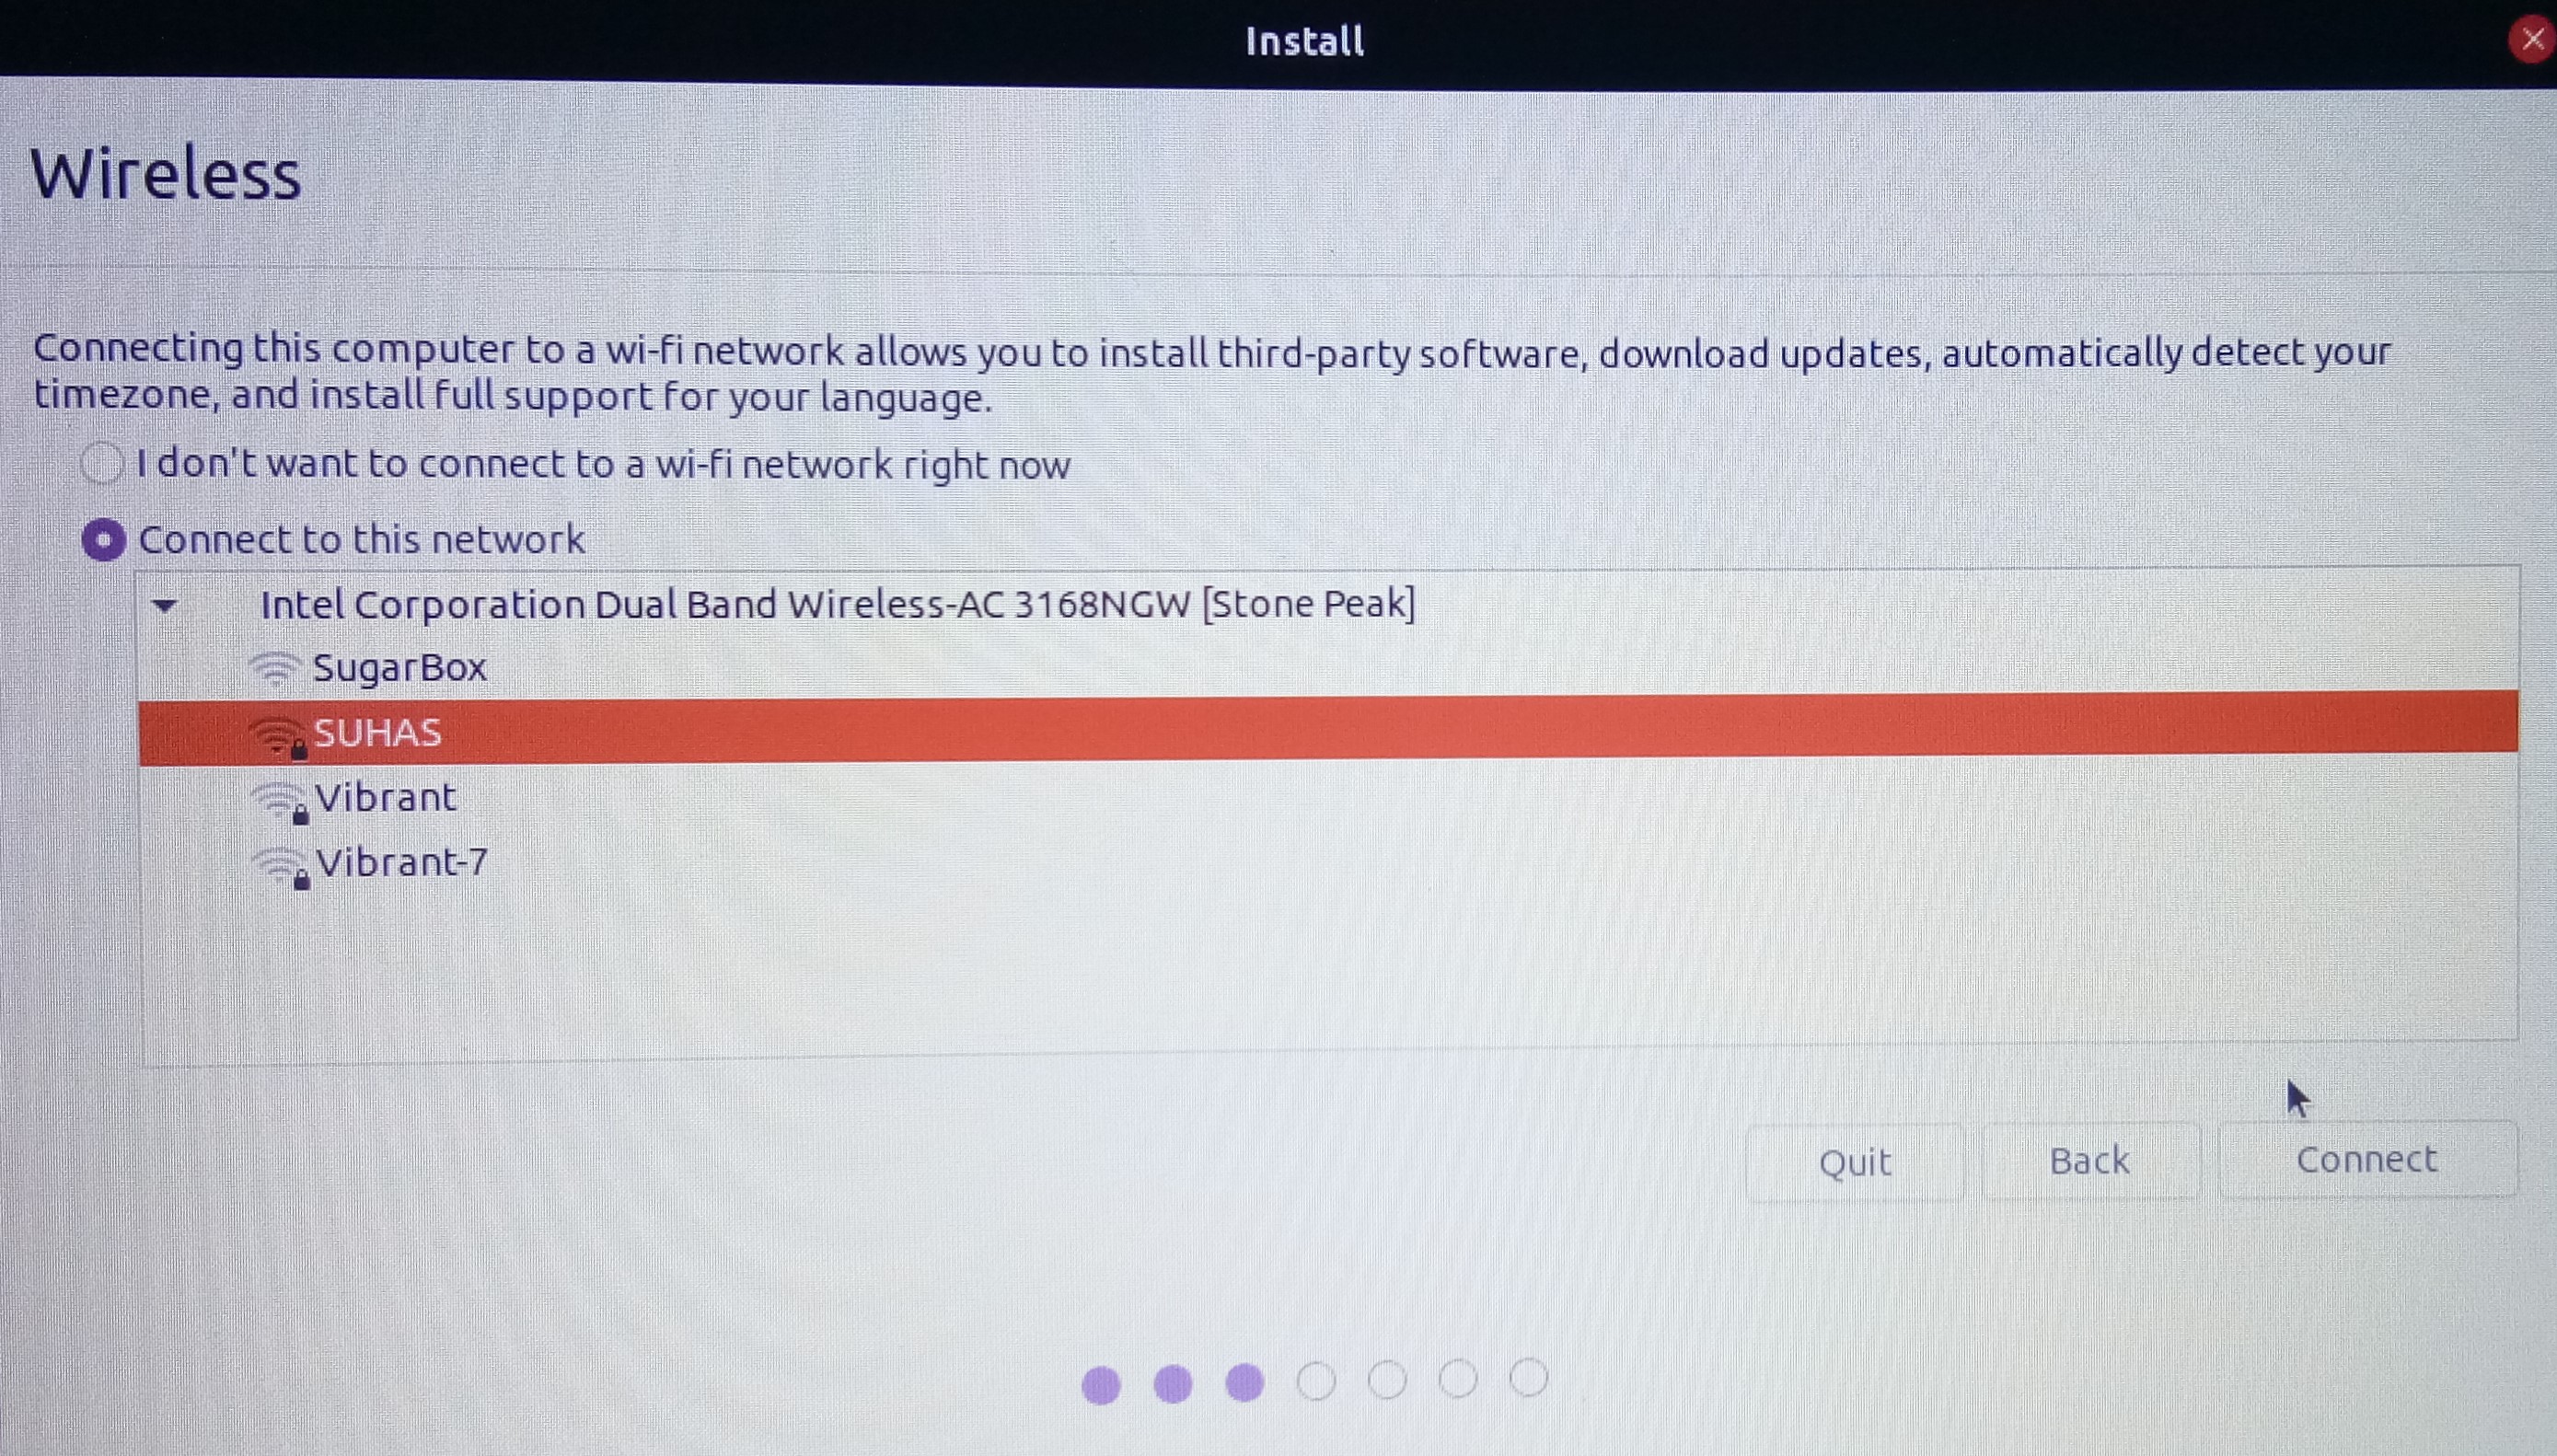 Install
Wireless
Connecting this computer to a wi-fi network allows you to install third-party software, download updates, automatically detect your
timezone, and install full support for your language.
I don't want to connect to a wi-fi network right now
Connect to this network
Intel Corporation Dual Band Wireless-AC 3168NGW [Stone Peak]
SugarBox
SUHAS
Vibrant
Vibrant-7
Quit Back Connect